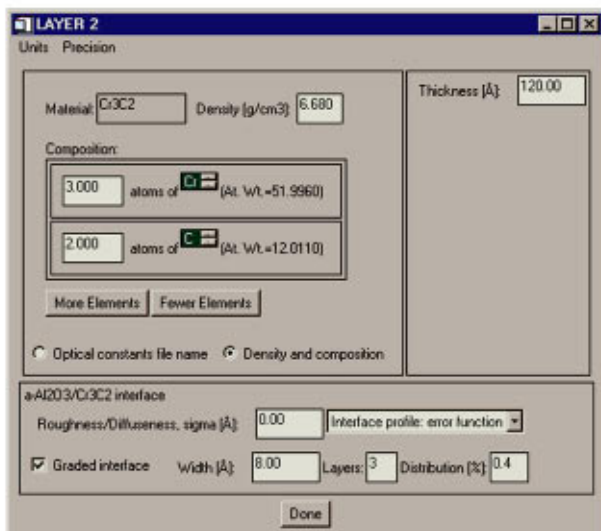 LAYER 2
Units Precision
Material: Cr3C2 Density [g/cm3]: 6.680
Thickness [Å]: 120.00
Composition:
3.000 atoms of Cr (At. Wt.=51.9960)
2.000 atoms of C (At. Wt.=12.0110)
More Elements Fewer Elements
Optical constants file name Density and composition
a-Al2O3/Cr3C2 interface
Roughness/Diffuseness, sigma [Å]: 0.00 Interface profile: error function
Graded interface Width [Å]: 8.00 Layers: 3 Distribution [%]: 0.4
Done